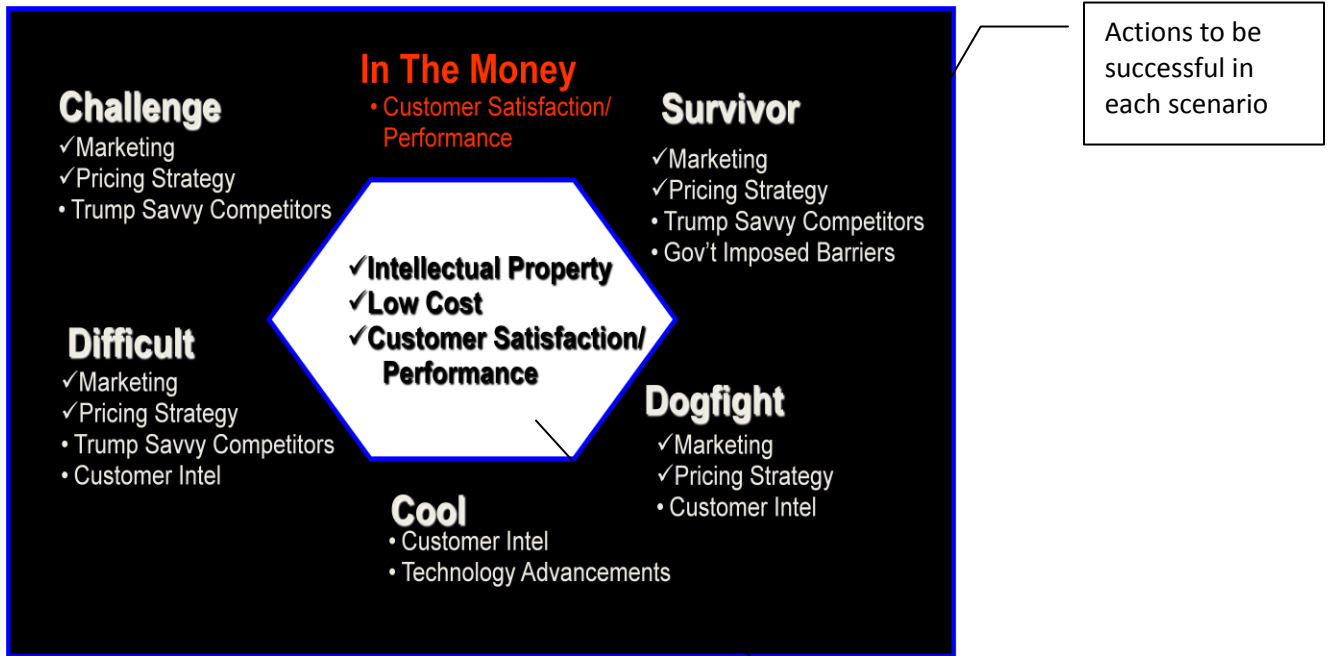 In The Money
• Customer Satisfaction/
Performance
Challenge
✓Marketing
✓Pricing Strategy
• Trump Savvy Competitors
Survivor
✓Marketing
✓Pricing Strategy
• Trump Savvy Competitors
• Gov't Imposed Barriers
✓Intellectual Property
✓Low Cost
✓Customer Satisfaction/
Performance
Difficult
✓Marketing
✓Pricing Strategy
• Trump Savvy Competitors
• Customer Intel
Dogfight
✓Marketing
✓Pricing Strategy
• Customer Intel
Cool
• Customer Intel
• Technology Advancements
Actions to be
successful in
each scenario